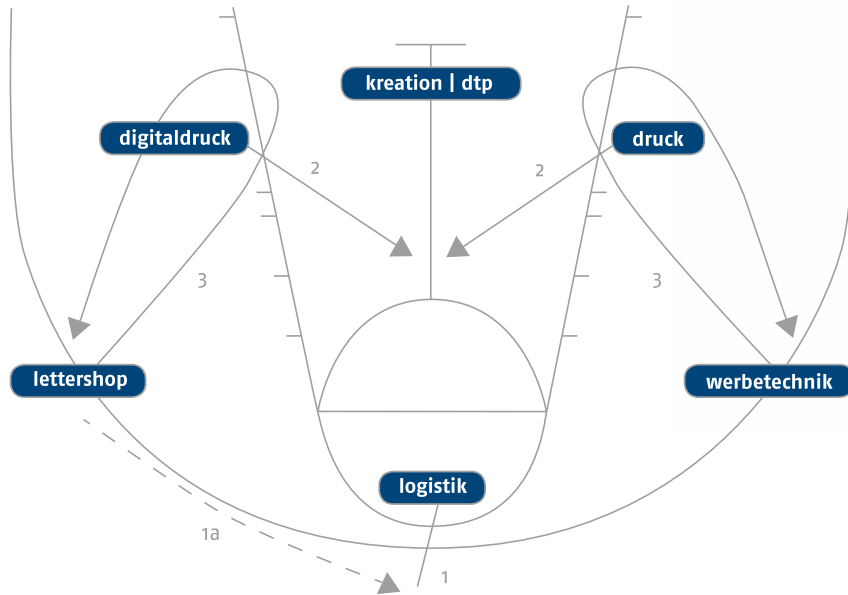 kreation | dtp
digitaldruck
druck
2
2
3
3
lettershop
werbetechnik
logistik
1a
1